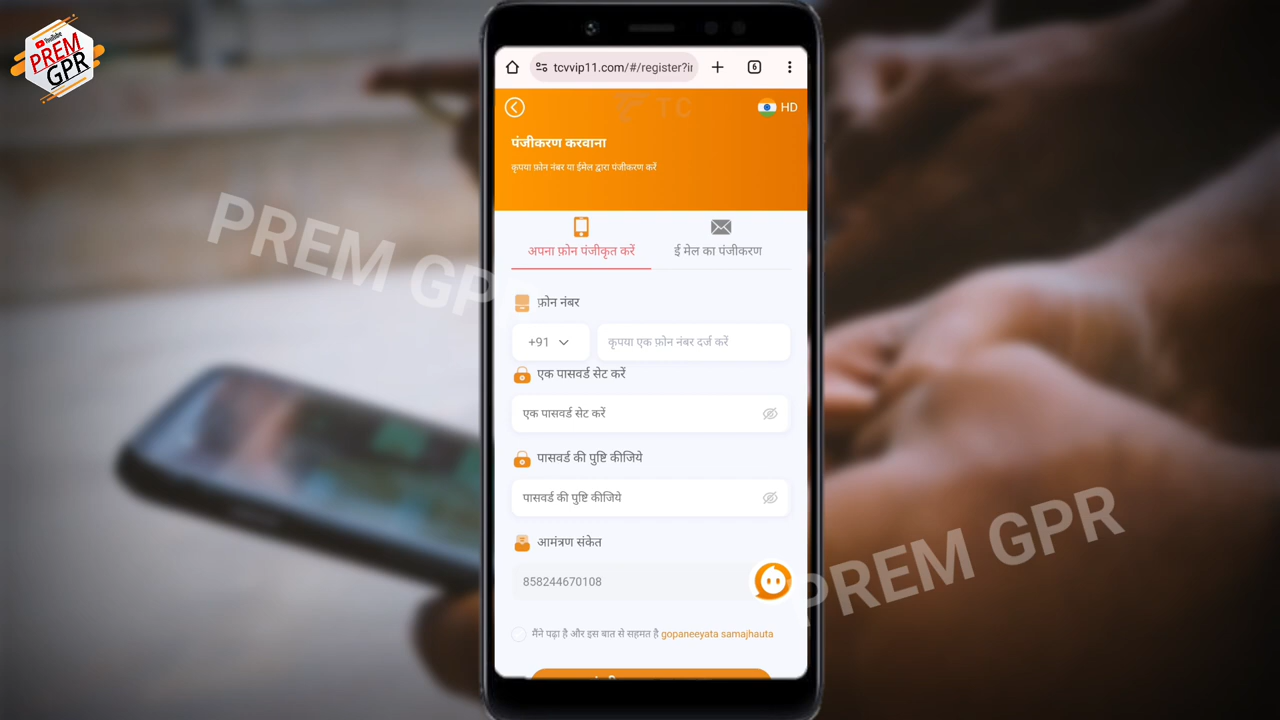 YouTube
PREM
GPR
tcvvip11.com/#/register?i
6
TC
HD
पंजीकरण करवाना
कृपया फ़ोन नंबर या ईमेल द्वारा पंजीकरण करें
अपना फ़ोन पंजीकृत करें
ई मेल का पंजीकरण
फ़ोन नंबर
+91
कृपया एक फ़ोन नंबर दर्ज करें
एक पासवर्ड सेट करें
एक पासवर्ड सेट करें
पासवर्ड की पुष्टि कीजिये
पासवर्ड की पुष्टि कीजिये
आमंत्रण संकेत
858244670108
मैंने पढ़ा है और इस बात से सहमत है gopaneeyata samajhauta
PREM GP
PREM GPR